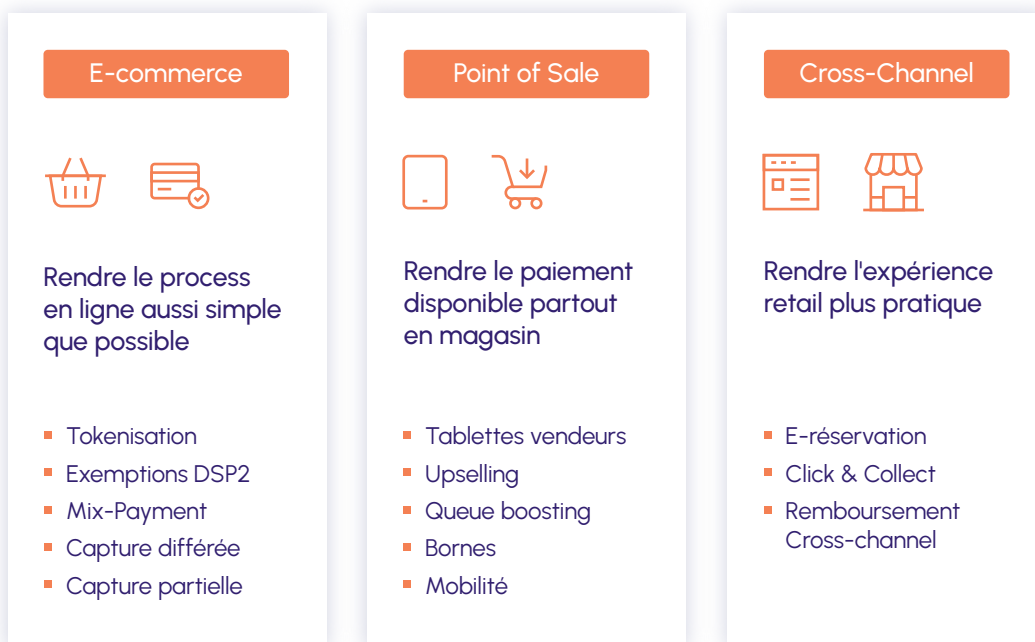 E-commerce
Rendre le process
en ligne aussi simple
que possible
Tokenisation
Exemptions DSP2
Mix-Payment
Capture différée
Capture partielle
Point of Sale
Rendre le paiement
disponible partout
en magasin
Tablettes vendeurs
Upselling
Queue boosting
Bornes
Mobilité
Cross-Channel
Rendre l'expérience
retail plus pratique
E-réservation
Click & Collect
Remboursement
Cross-channel